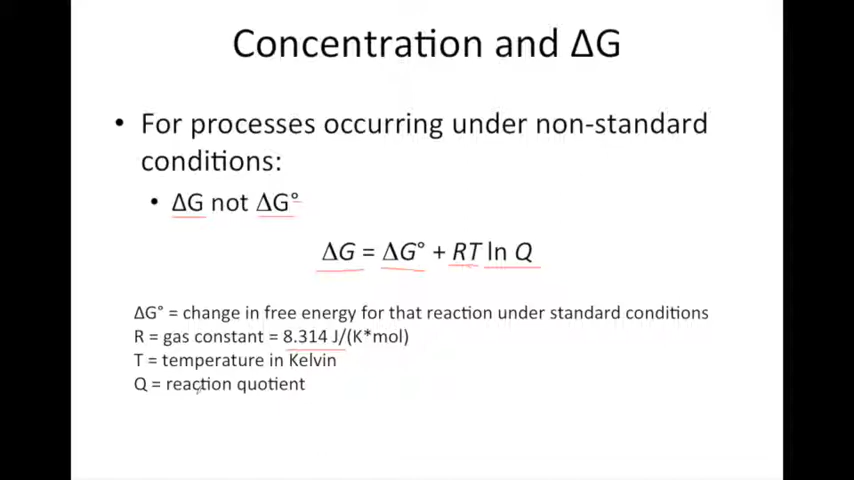 Concentration and ΔG
• For processes occurring under non-standard
conditions:
• ΔG not ΔG°
ΔG = ΔG° + RT ln Q
ΔG° = change in free energy for that reaction under standard conditions
R = gas constant = 8.314 J/(K*mol)
T = temperature in Kelvin
Q = reaction quotient